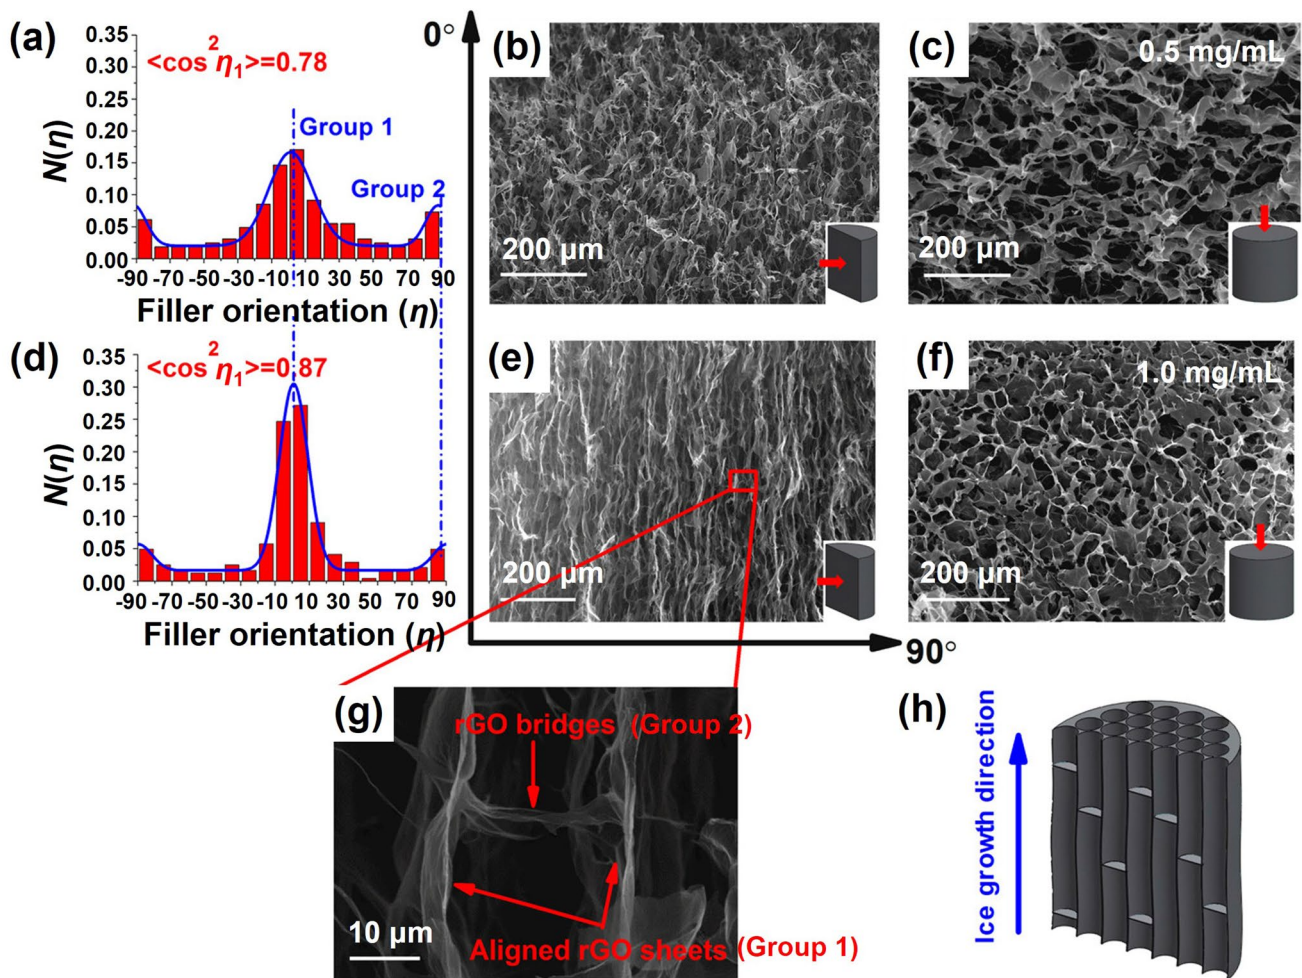 (a)
<cos²η₁>=0.78
Group 1
Group 2
0.35
0.30
0.25
0.20
0.15
0.10
0.05
0.00
-90 -70 -50 -30 -10 10 30 50 70 90
N(η)
Filler orientation (η)
0°
(b)
200 µm
(c)
0.5 mg/mL
200 µm
(d)
<cos²η₁>=0.87
0.35
0.30
0.25
0.20
0.15
0.10
0.05
0.00
-90 -70 -50 -30 -10 10 30 50 70 90
N(η)
Filler orientation (η)
(e)
200 µm
(f)
1.0 mg/mL
200 µm
90°
(g)
rGO bridges (Group 2)
10 µm
Aligned rGO sheets (Group 1)
(h)
Ice growth direction